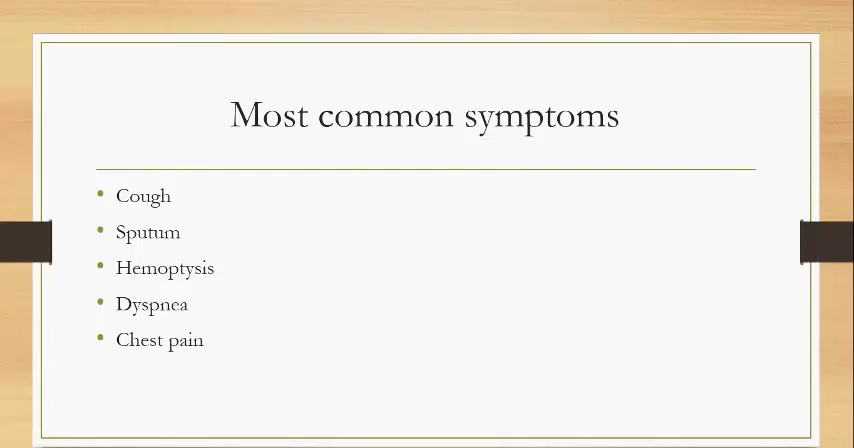 Most common symptoms
• Cough
• Sputum
• Hemoptysis
• Dyspnea
• Chest pain